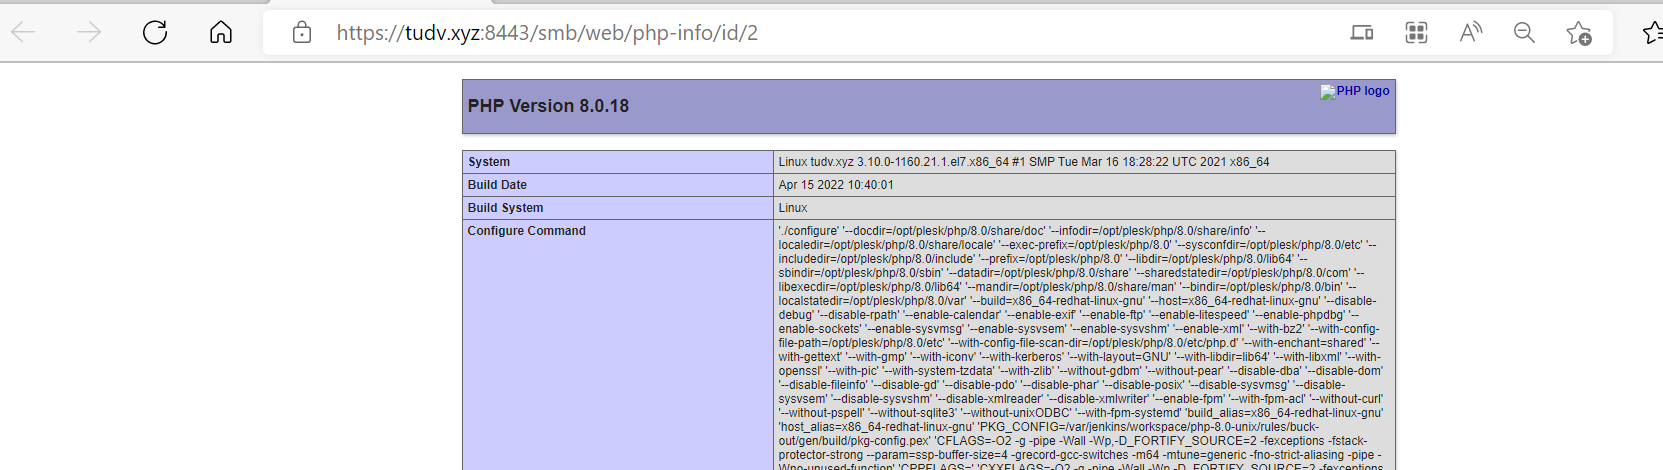 https://tudv.xyz:8443/smb/web/php-info/id/2
PHP Version 8.0.18
PHP logo
System
Linux tudv.xyz 3.10.0-1160.21.1.el7.x86_64 #1 SMP Tue Mar 16 18:28:22 UTC 2021 x86_64
Build Date
Apr 15 2022 10:40:01
Build System
Linux
Configure Command
'./configure' '--docdir=/opt/plesk/php/8.0/share/doc' '--infodir=/opt/plesk/php/8.0/share/info' '--
localedir=/opt/plesk/php/8.0/share/locale' '--exec-prefix=/opt/plesk/php/8.0' '--sysconfdir=/opt/plesk/php/8.0/etc' '--
includedir=/opt/plesk/php/8.0/include' '--prefix=/opt/plesk/php/8.0' '--libdir=/opt/plesk/php/8.0/lib64' '--
sbindir=/opt/plesk/php/8.0/sbin' '--datadir=/opt/plesk/php/8.0/share' '--sharedstatedir=/opt/plesk/php/8.0/com' '--
libexecdir=/opt/plesk/php/8.0/lib64' '--mandir=/opt/plesk/php/8.0/share/man' '--bindir=/opt/plesk/php/8.0/bin' '--
localstatedir=/opt/plesk/php/8.0/var' '--build=x86_64-redhat-linux-gnu' '--host=x86_64-redhat-linux-gnu' '--disable-
debug' '--disable-rpath' '--enable-calendar' '--enable-exif' '--enable-ftp' '--enable-litespeed' '--enable-phpdbg' '--
enable-sockets' '--enable-sysvmsg' '--enable-sysvsem' '--enable-sysvshm' '--enable-xml' '--with-bz2' '--with-config-
file-path=/opt/plesk/php/8.0/etc' '--with-config-file-scan-dir=/opt/plesk/php/8.0/etc/php.d' '--with-enchant=shared' '--
with-gettext' '--with-gmp' '--with-iconv' '--with-kerberos' '--with-layout=GNU' '--with-libdir=lib64' '--with-libxml' '--with-
openssl' '--with-pic' '--with-system-tzdata' '--with-zlib' '--without-gdbm' '--without-pear' '--disable-dba' '--disable-dom'
'--disable-fileinfo' '--disable-gd' '--disable-pdo' '--disable-phar' '--disable-posix' '--disable-sysvmsg' '--disable-
sysvsem' '--disable-sysvshm' '--disable-xmlreader' '--disable-xmlwriter' '--enable-fpm' '--with-fpm-acl' '--without-curl'
'--without-pspell' '--without-sqlite3' '--without-unixODBC' '--with-fpm-systemd' 'build_alias=x86_64-redhat-linux-gnu'
'host_alias=x86_64-redhat-linux-gnu' 'PKG_CONFIG=/var/jenkins/workspace/php-8.0-unix/rules/buck-
out/gen/build/pkg-config.pex' 'CFLAGS=-O2 -g -pipe -Wall -Wp,-D_FORTIFY_SOURCE=2 -fexceptions -fstack-
protector-strong --param=ssp-buffer-size=4 -grecord-gcc-switches -m64 -mtune=generic -fno-strict-aliasing -pipe -
Wno-unused-function' 'CPPFLAGS=' 'CXXFLAGS=-O2 -g -pipe -Wall -Wp,-D_FORTIFY_SOURCE=2 -fexceptions